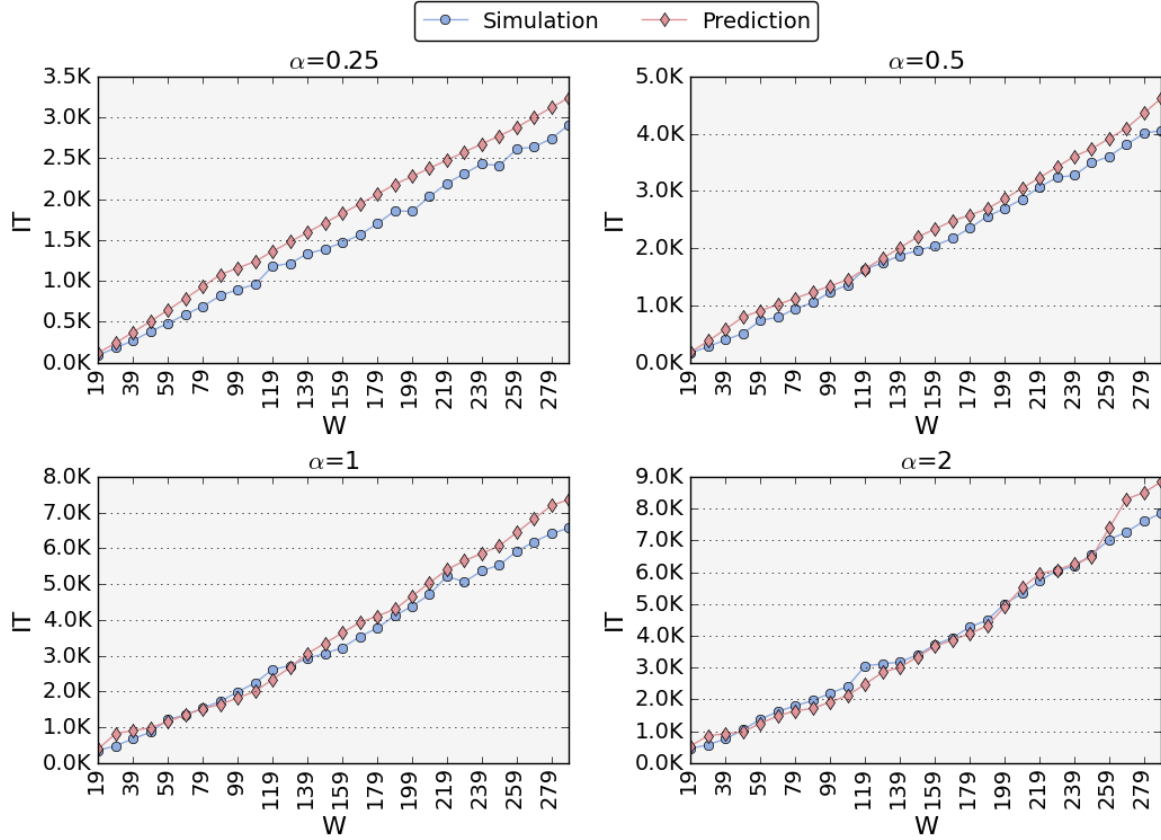 Simulation Prediction
α=0.25
3.5K
3.0K
2.5K
2.0K
1.5K
1.0K
0.5K
0.0K
IT
19 39 59 79 99 119 139 159 179 199 219 239 259 279
W
α=0.5
5.0K
4.0K
3.0K
2.0K
1.0K
0.0K
IT
19 39 59 79 99 119 139 159 179 199 219 239 259 279
W
α=1
8.0K
7.0K
6.0K
5.0K
4.0K
3.0K
2.0K
1.0K
0.0K
IT
19 39 59 79 99 119 139 159 179 199 219 239 259 279
W
α=2
9.0K
8.0K
7.0K
6.0K
5.0K
4.0K
3.0K
2.0K
1.0K
0.0K
IT
19 39 59 79 99 119 139 159 179 199 219 239 259 279
W